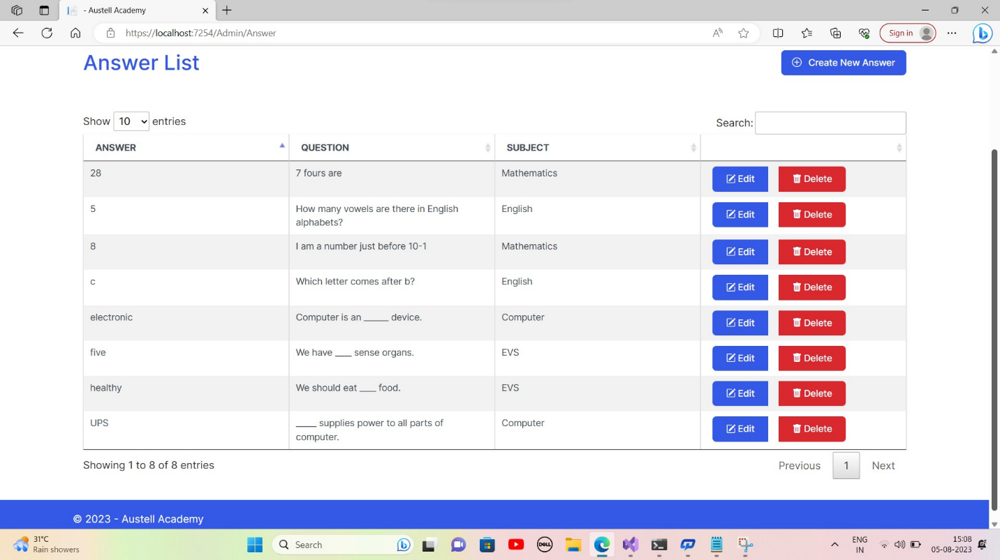 - Austell Academy
https://localhost:7254/Admin/Answer
Sign in
Answer List
Create New Answer
Show 10 entries
Search:
ANSWER QUESTION SUBJECT
28 7 fours are Mathematics Edit Delete
5 How many vowels are there in English English Edit Delete
alphabets?
8 I am a number just before 10-1 Mathematics Edit Delete
c Which letter comes after b? English Edit Delete
electronic Computer is an ______ device. Computer Edit Delete
five We have ____ sense organs. EVS Edit Delete
healthy We should eat ____ food. EVS Edit Delete
UPS _____ supplies power to all parts of Computer Edit Delete
computer.
Showing 1 to 8 of 8 entries
Previous 1 Next
© 2023 - Austell Academy
31°C
Rain showers
Search
DELL
ENG
IN
15:08
05-08-2023